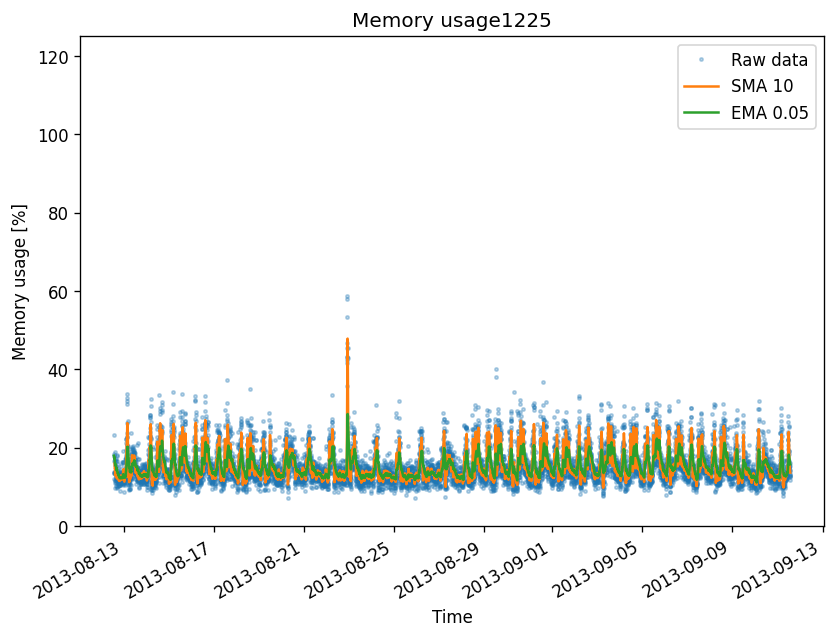 Memory usage1225
Raw data
SMA 10
EMA 0.05
Memory usage [%]
120
100
80
60
40
20
0
2013-08-13
2013-08-17
2013-08-21
2013-08-25
2013-08-29
2013-09-01
2013-09-05
2013-09-09
2013-09-13
Time